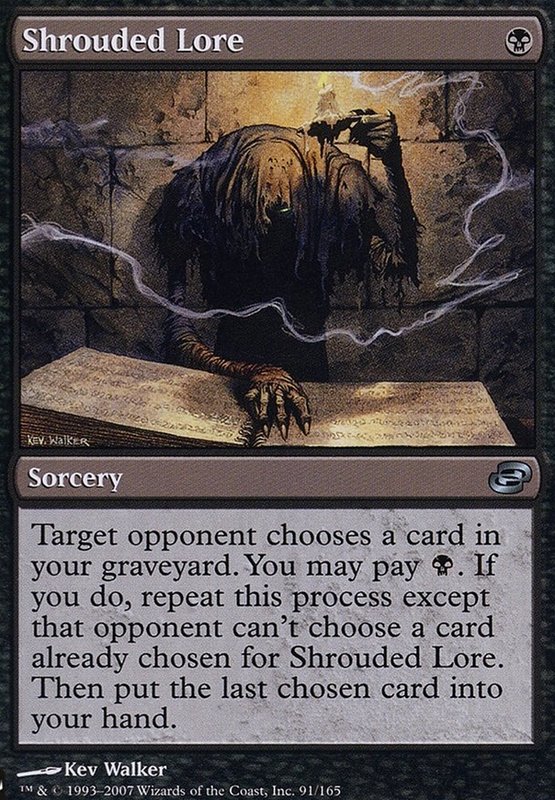 Shrouded Lore
KEV. WALKER
Sorcery
Target opponent chooses a card in
your graveyard. You may pay . If
you do, repeat this process except
that opponent can't choose a card
already chosen for Shrouded Lore.
Then put the last chosen card into
your hand.
Kev Walker
™ & © 1993–2007 Wizards of the Coast, Inc. 91/165